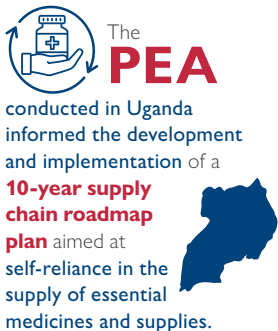 The
PEA
conducted in Uganda
informed the development
and implementation of a
10-year supply
chain roadmap
plan aimed at
self-reliance in the
supply of essential
medicines and supplies.